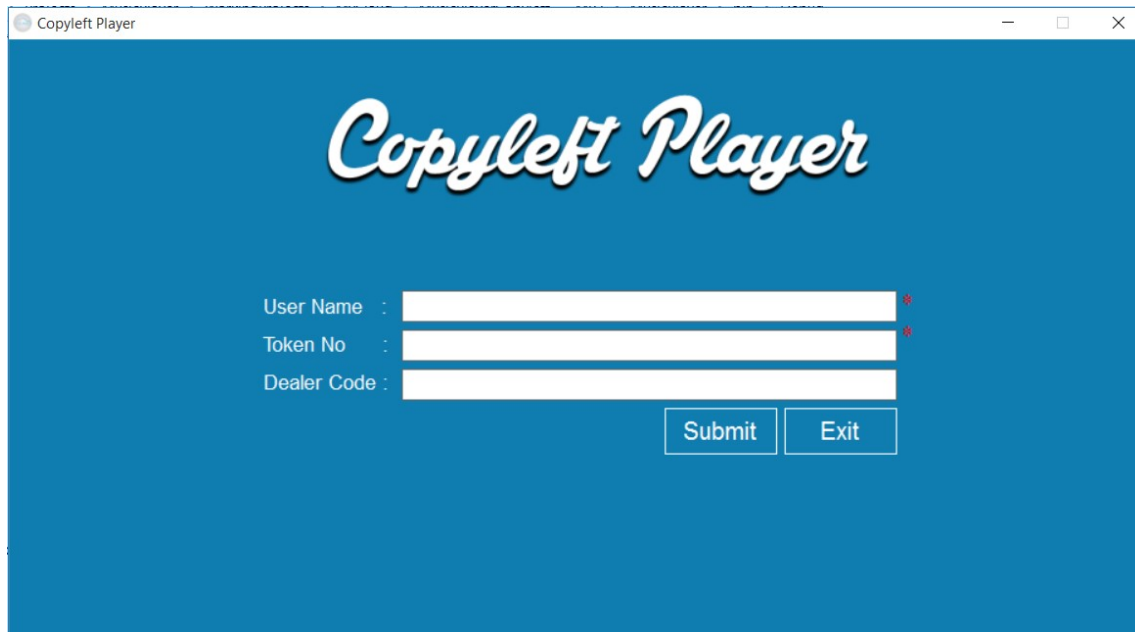 Copyleft Player
Copyleft Player
User Name : *
Token No : *
Dealer Code :
Submit Exit